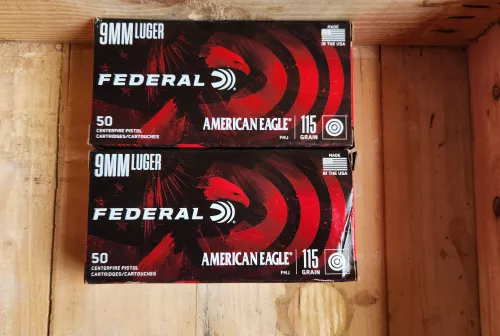 9MM LUGER
MADE
IN THE USA
FEDERAL
50
CENTERFIRE PISTOL
CARTRIDGES/CARTOUCHES
AMERICAN EAGLE
FMJ
115
GRAIN
9MM LUGER
MADE
IN THE USA
FEDERAL
50
CENTERFIRE PISTOL
CARTRIDGES/CARTOUCHES
AMERICAN EAGLE
FMJ
115
GRAIN